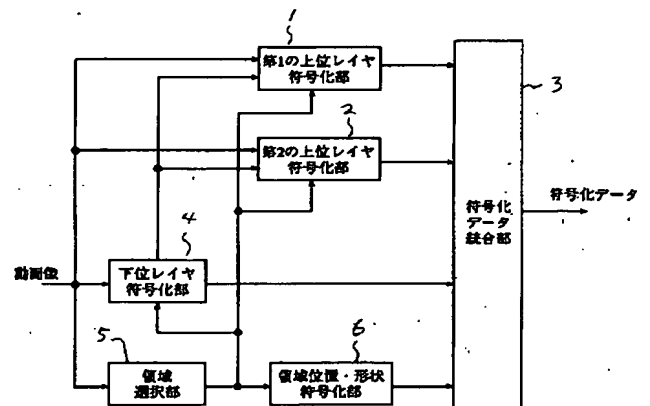 1
第1の上位レイヤ
符号化部
3
2
第2の上位レイヤ
符号化部
符号化データ
符号化
データ
統合部
4
動画像
下位レイヤ
符号化部
5
6
領域
選択部
領域位置・形状
符号化部